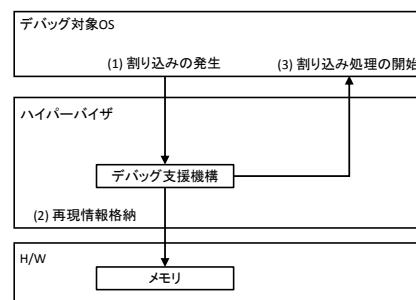 デバッグ対象OS
(1) 割り込みの発生
(3) 割り込み処理の開始
ハイパーバイザ
デバッグ支援機構
(2) 再現情報格納
H/W
メモリ